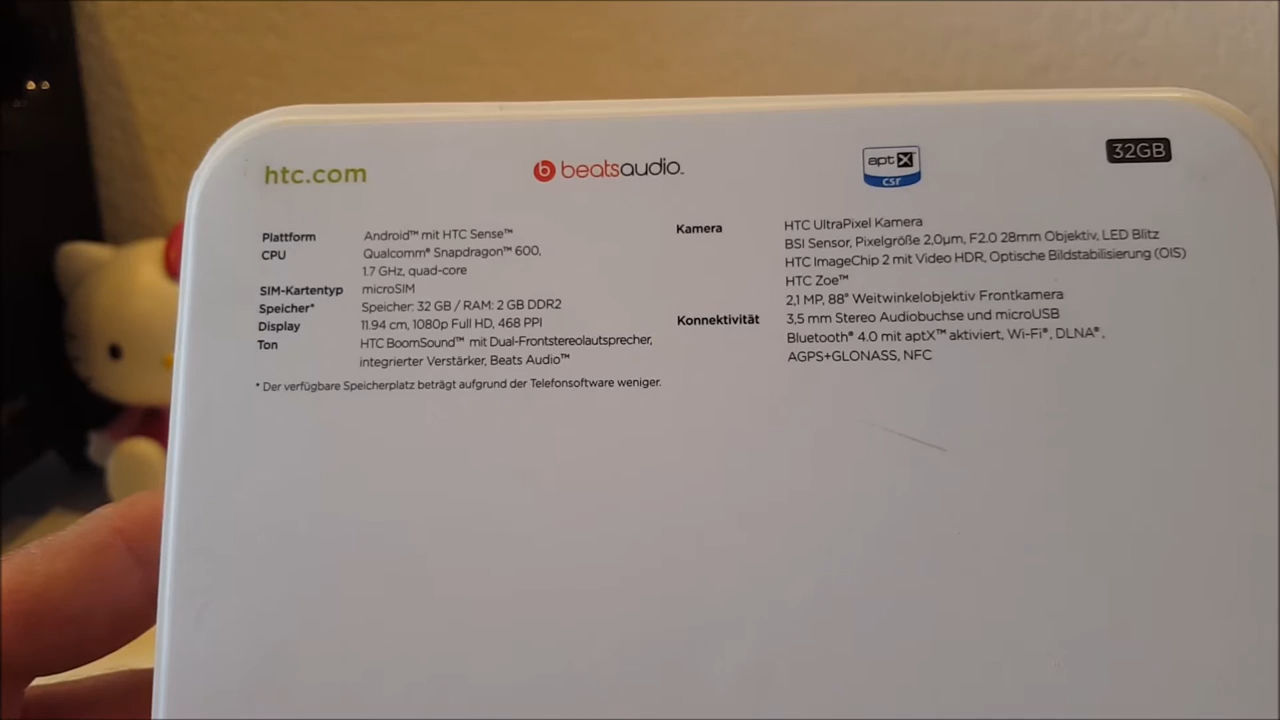 htc.com
beatsaudio.
aptX™
csr
32GB
Plattform Android™ mit HTC Sense™
CPU Qualcomm® Snapdragon™ 600,
1.7 GHz, quad-core
SIM-Kartentyp microSIM
Speicher* Speicher: 32 GB / RAM: 2 GB DDR2
Display 11.94 cm, 1080p Full HD, 468 PPI
Ton HTC BoomSound™ mit Dual-Frontstereolautsprecher,
integrierter Verstärker, Beats Audio™
* Der verfügbare Speicherplatz beträgt aufgrund der Telefonsoftware weniger.
Kamera HTC UltraPixel Kamera
BSI Sensor, Pixelgröße 2,0µm, F2.0 28mm Objektiv, LED Blitz
HTC ImageChip 2 mit Video HDR, Optische Bildstabilisierung (OIS)
HTC Zoe™
2,1 MP, 88° Weitwinkelobjektiv Frontkamera
Konnektivität 3,5 mm Stereo Audiobuchse und microUSB
Bluetooth® 4.0 mit aptX™ aktiviert, Wi-Fi®, DLNA®,
AGPS+GLONASS, NFC